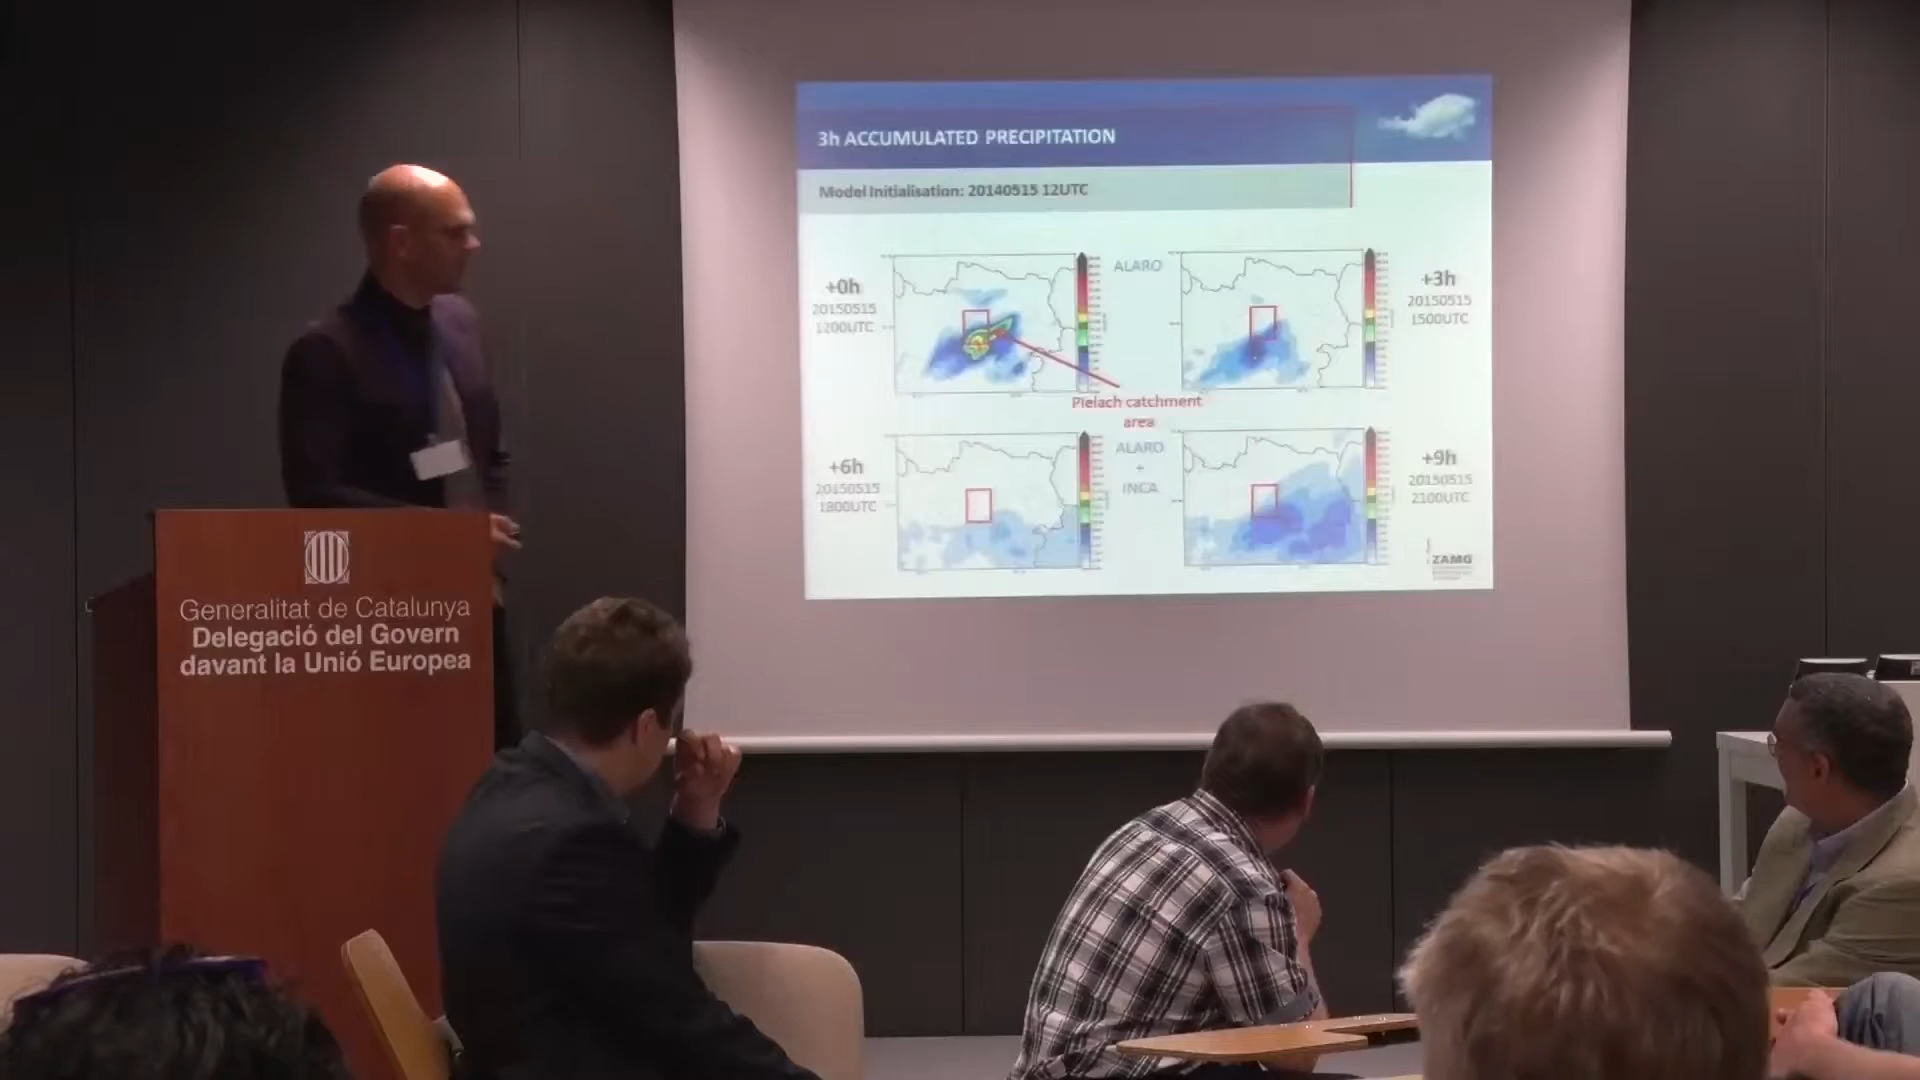 3h ACCUMULATED PRECIPITATION
Model Initialisation: 20140515 12UTC
+0h
20150515
1200UTC
ALARO
+3h
20150515
1500UTC
Pielach catchment
area
+6h
20150515
1800UTC
ALARO
+
INCA
+9h
20150515
2100UTC
ZAMG
Generalitat de Catalunya
Delegació del Govern
davant la Unió Europea